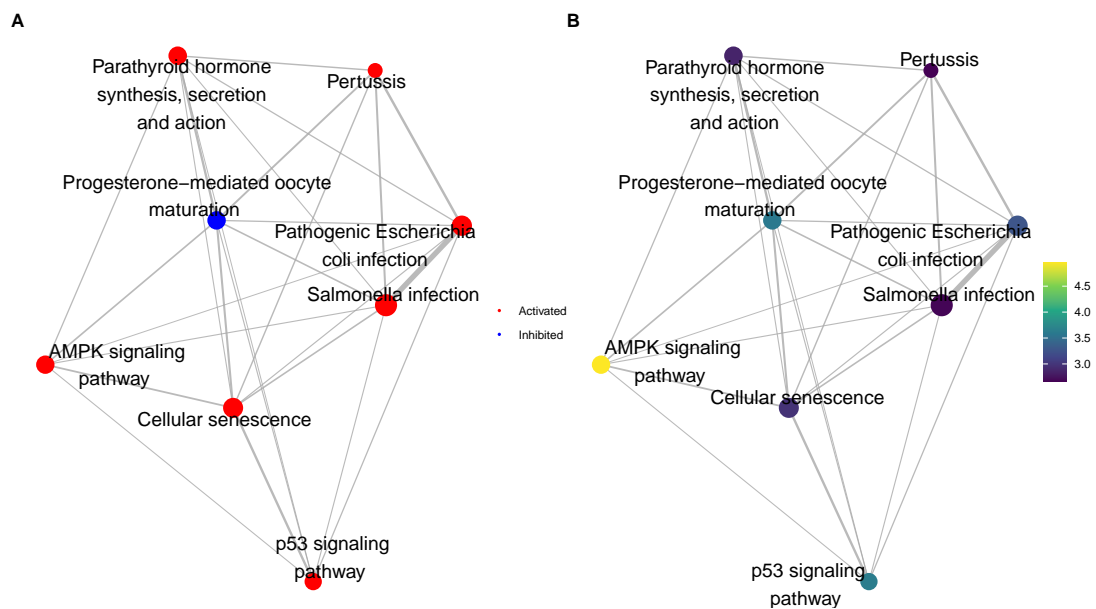 A
Parathyroid hormone
synthesis, secretion
and action
Pertussis
Progesterone−mediated oocyte
maturation
Pathogenic Escherichia
coli infection
Salmonella infection
AMPK signaling
pathway
Cellular senescence
p53 signaling
pathway
Activated
Inhibited
B
Parathyroid hormone
synthesis, secretion
and action
Pertussis
Progesterone−mediated oocyte
maturation
Pathogenic Escherichia
coli infection
Salmonella infection
AMPK signaling
pathway
Cellular senescence
p53 signaling
pathway
4.5
4.0
3.5
3.0